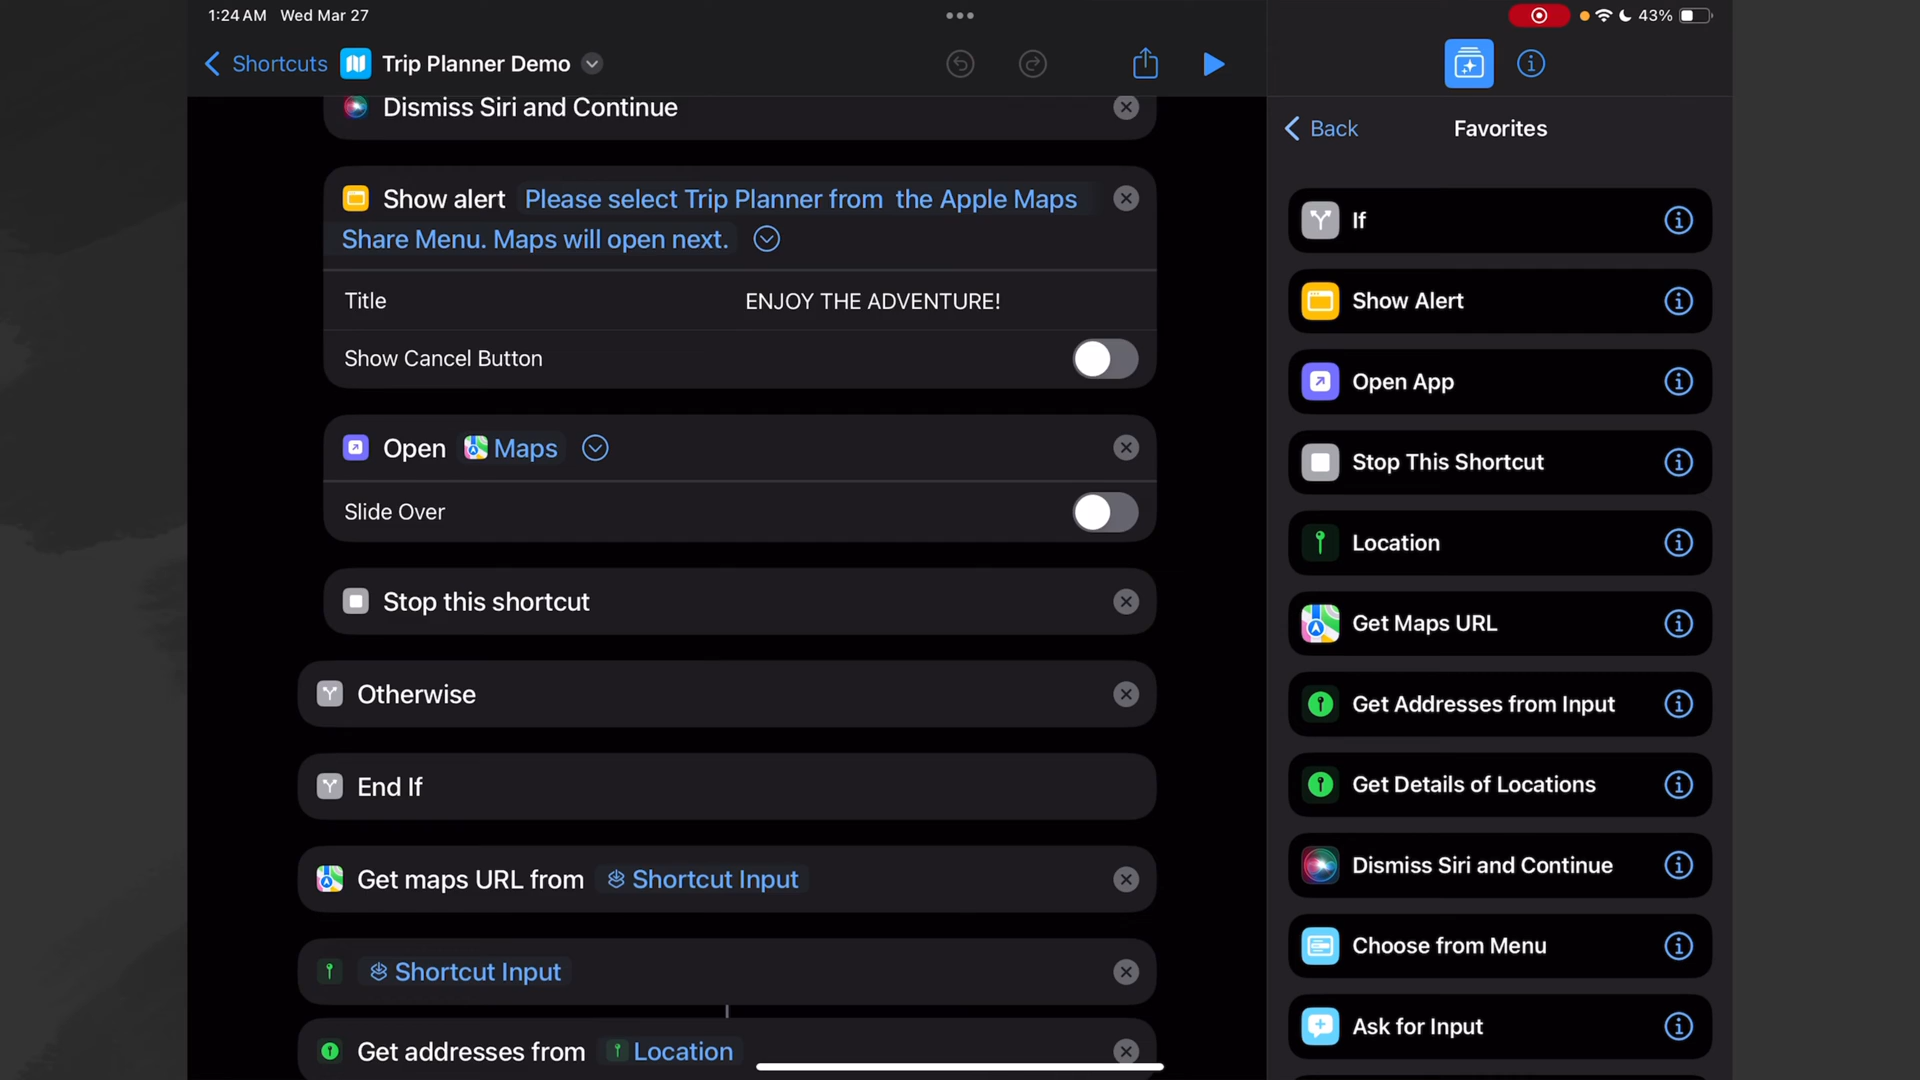 1:24 AM Wed Mar 27
43%
Shortcuts
Trip Planner Demo
Dismiss Siri and Continue
Show alert Please select Trip Planner from the Apple Maps
Share Menu. Maps will open next.
Title
ENJOY THE ADVENTURE!
Show Cancel Button
Open Maps
Slide Over
Stop this shortcut
Otherwise
End If
Get maps URL from Shortcut Input
Shortcut Input
Get addresses from Location
Back
Favorites
If
Show Alert
Open App
Stop This Shortcut
Location
Get Maps URL
Get Addresses from Input
Get Details of Locations
Dismiss Siri and Continue
Choose from Menu
Ask for Input